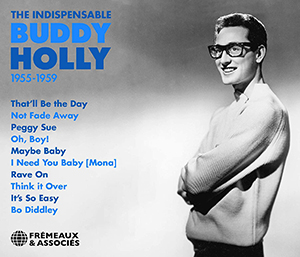 THE INDISPENSABLE
BUDDY
HOLLY
1955-1959
That'll Be the Day
Not Fade Away
Peggy Sue
Oh, Boy!
Maybe Baby
I Need You Baby [Mona]
Rave On
Think it Over
It's So Easy
Bo Diddley
FRÉMEAUX
& ASSOCIÉS